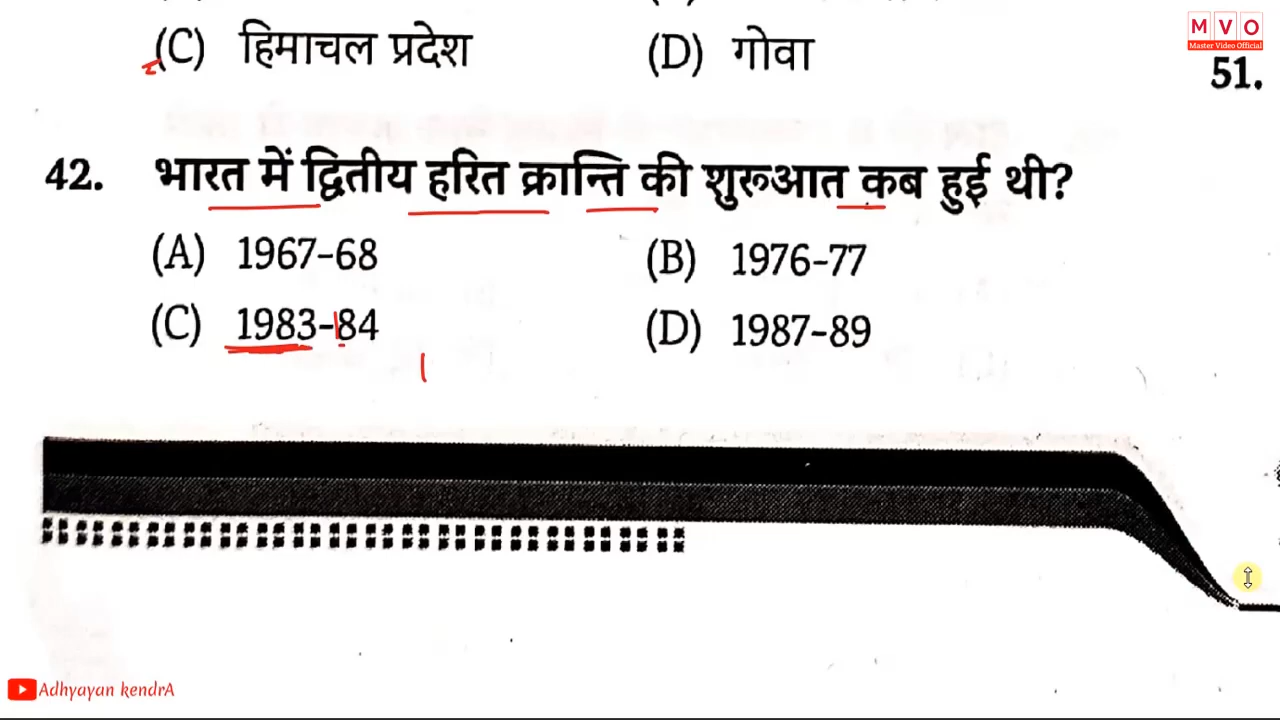 (C) हिमाचल प्रदेश (D) गोवा
M V O
Master Video Official
51.
42. भारत में द्वितीय हरित क्रान्ति की शुरूआत कब हुई थी?
(A) 1967-68 (B) 1976-77
(C) 1983-84 (D) 1987-89
Adhyayan kendrA